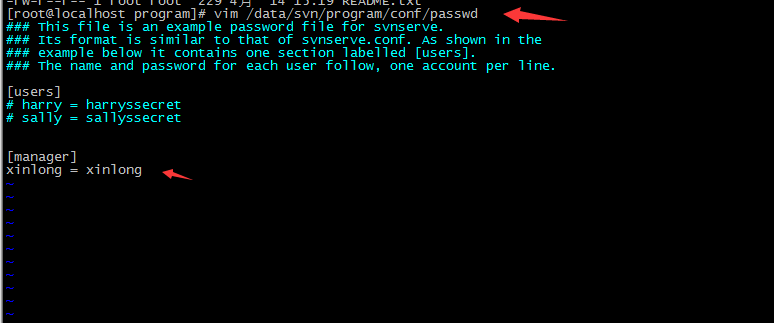 -rw-r--r-- 1 root root  229 4月  14 15:19 README.txt
[root@localhost program]# vim /data/svn/program/conf/passwd
### This file is an example password file for svnserve.
### Its format is similar to that of svnserve.conf. As shown in the
### example below it contains one section labelled [users].
### The name and password for each user follow, one account per line.
[users]
# harry = harryssecret
# sally = sallyssecret
[manager]
xinlong = xinlong
~
~
~
~
~
~
~
~
~
~
~